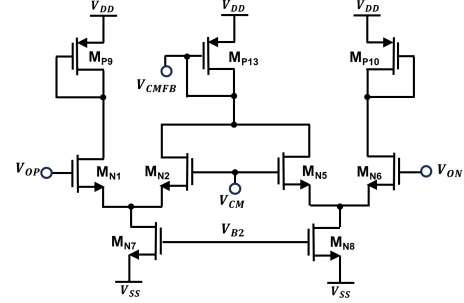 V_DD V_DD V_DD
M_P9 M_P13 M_P10
V_CMFB
V_OP M_N1 M_N2 M_N5 M_N6 V_ON
V_CM
M_N7 V_B2 M_N8
V_SS V_SS